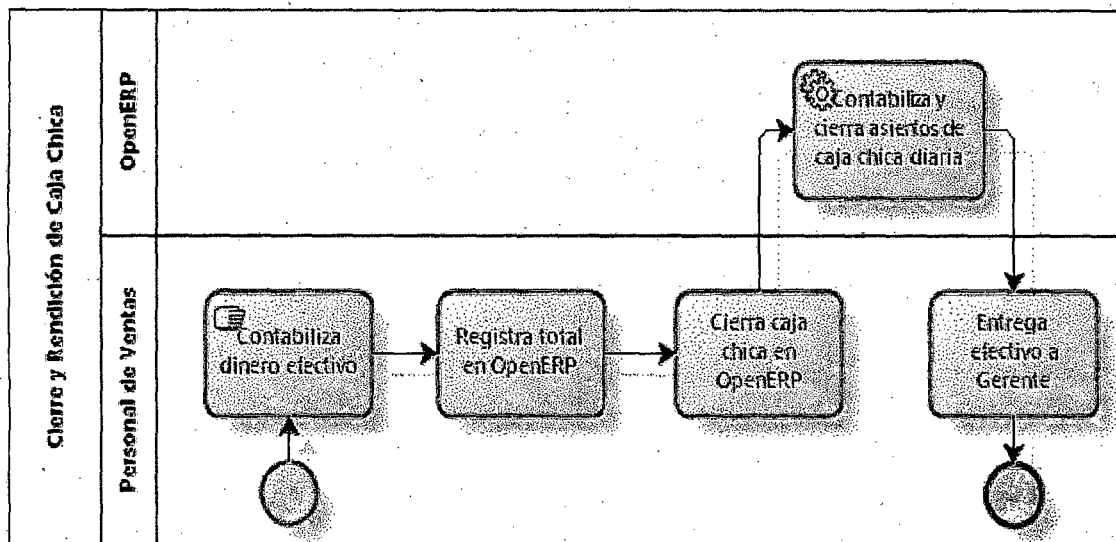 Cierre y Rendición de Caja Chica
OpenERP
Contabiliza y
cierra asientos de
caja chica diaria
Personal de Ventas
Contabiliza
dinero efectivo
Registra total
en OpenERP
Cierra caja
chica en
OpenERP
Entrega
efectivo a
Gerente